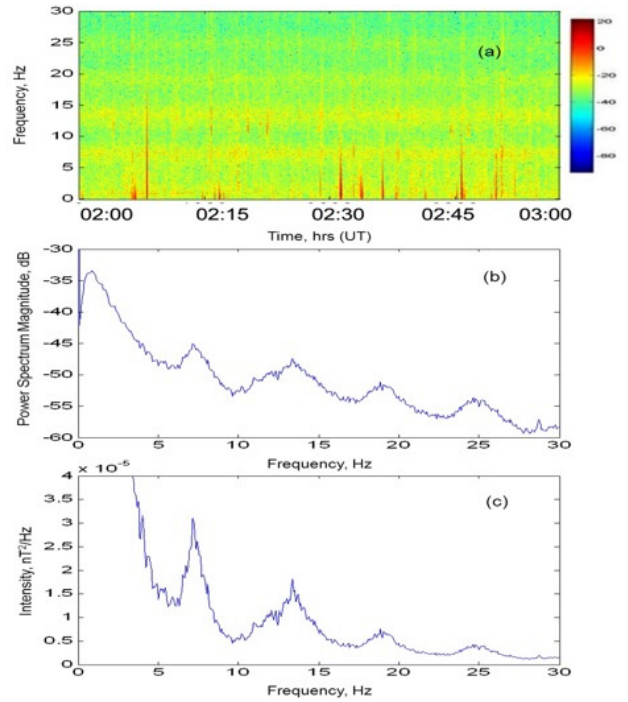 30
25
20
15
10
5
0
Frequency, Hz
(a)
20
0
-20
-40
-60
-80
02:00 02:15 02:30 02:45 03:00
Time, hrs (UT)
-30
-35
-40
-45
-50
-55
-60
Power Spectrum Magnitude, dB
(b)
0 5 10 15 20 25 30
Frequency, Hz
4 × 10⁻⁵
3.5
3
2.5
2
1.5
1
0.5
0
Intensity, nT²/Hz
(c)
0 5 10 15 20 25 30
Frequency, Hz